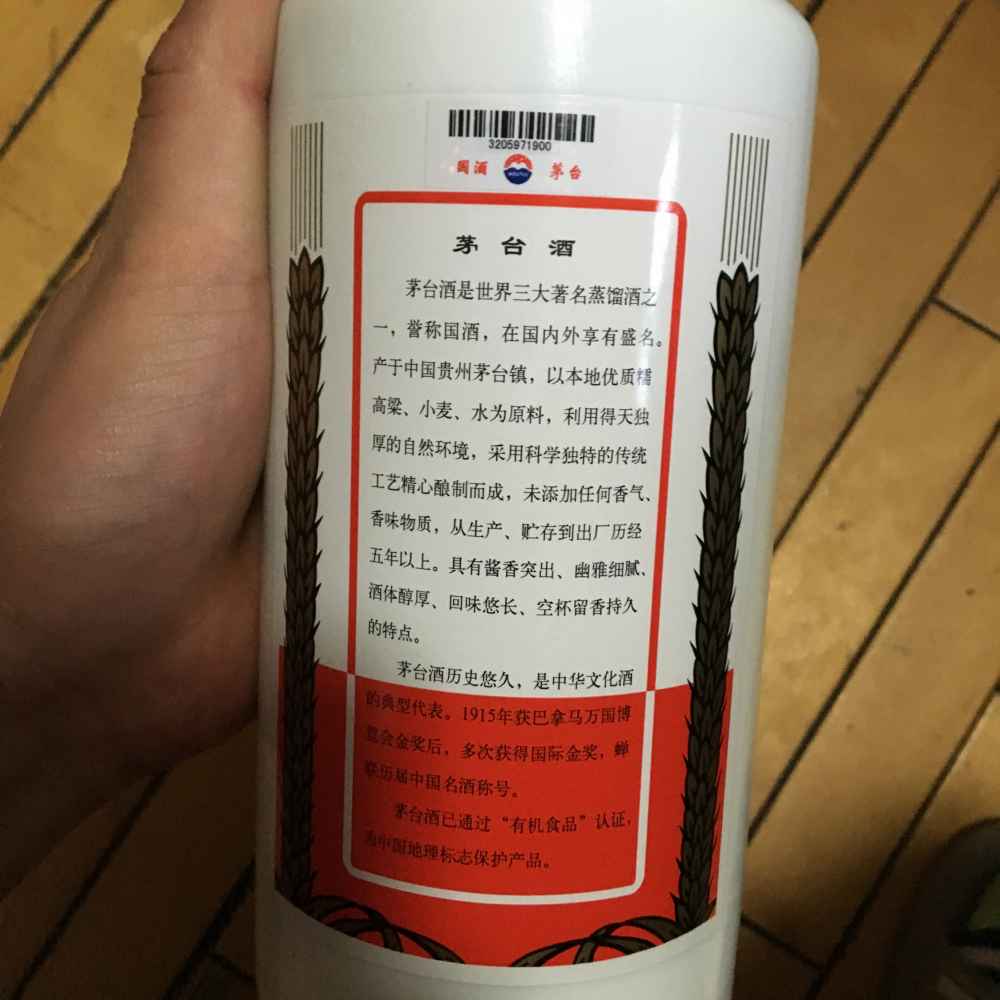 3205971900
国酒 茅台
茅台酒
茅台酒是世界三大著名蒸馏酒之
一，誉称国酒，在国内外享有盛名。
产于中国贵州茅台镇，以本地优质糯
高粱、小麦、水为原料，利用得天独
厚的自然环境，采用科学独特的传统
工艺精心酿制而成，未添加任何香气、
香味物质，从生产、贮存到出厂历经
五年以上。具有酱香突出、幽雅细腻、
酒体醇厚、回味悠长、空杯留香持久
的特点。
茅台酒历史悠久，是中华文化酒
的典型代表。1915年获巴拿马万国博
览会金奖后，多次获得国际金奖，蝉
联历届中国名酒称号。
茅台酒已通过“有机食品”认证，
为中国地理标志保护产品。